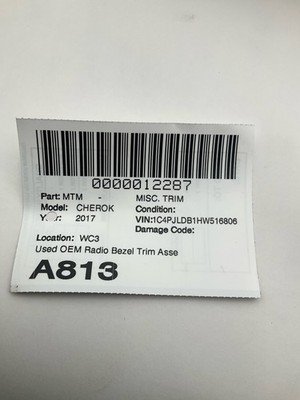 0000012287
Part: MTM - MISC. TRIM
Model: CHEROK Condition:
Year: 2017 VIN:1C4PJLDB1HW516806
Damage Code:
Location: WC3
Used OEM Radio Bezel Trim Asse
A813